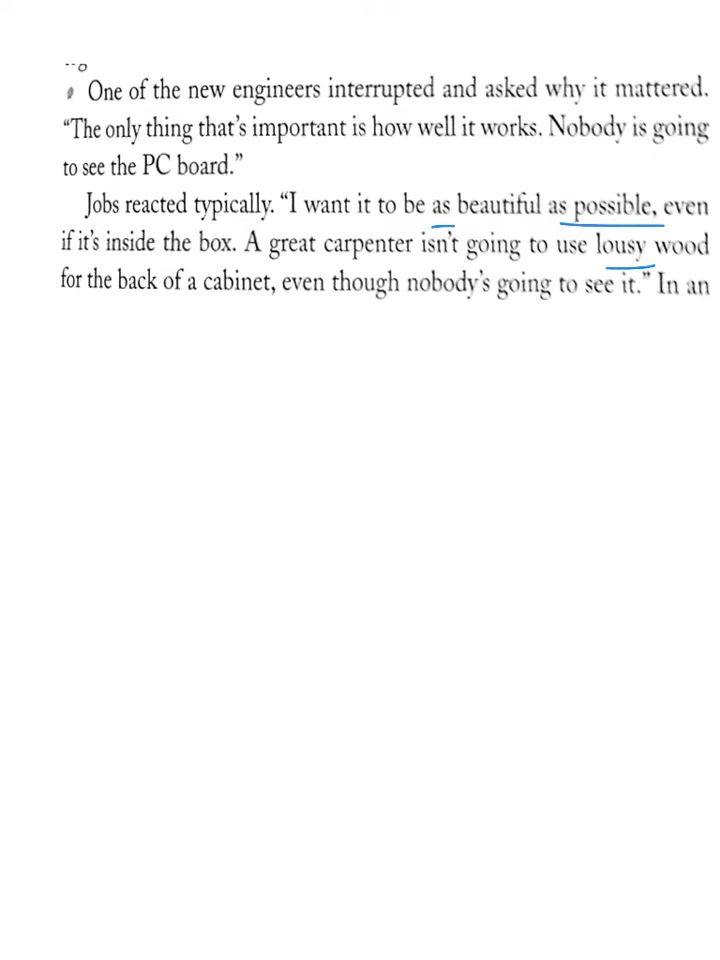 One of the new engineers interrupted and asked why it mattered.
“The only thing that’s important is how well it works. Nobody is going
to see the PC board.”
Jobs reacted typically. “I want it to be as beautiful as possible, even
if it’s inside the box. A great carpenter isn’t going to use lousy wood
for the back of a cabinet, even though nobody’s going to see it.” In an